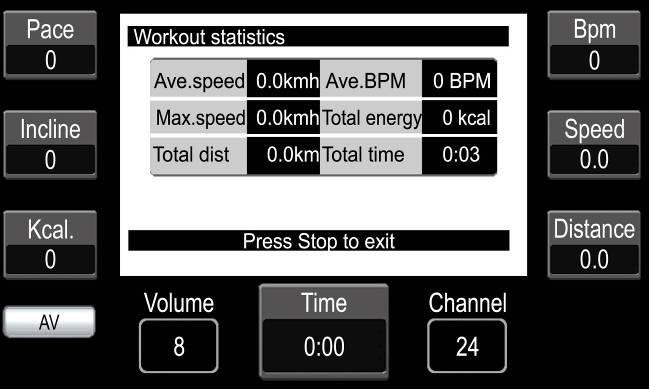 Pace
0
Incline
0
Kcal.
0
AV
Workout statistics
Ave.speed 0.0kmh Ave.BPM 0 BPM
Max.speed 0.0kmh Total energy 0 kcal
Total dist 0.0km Total time 0:03
Press Stop to exit
Volume
8
Time
0:00
Channel
24
Bpm
0
Speed
0.0
Distance
0.0